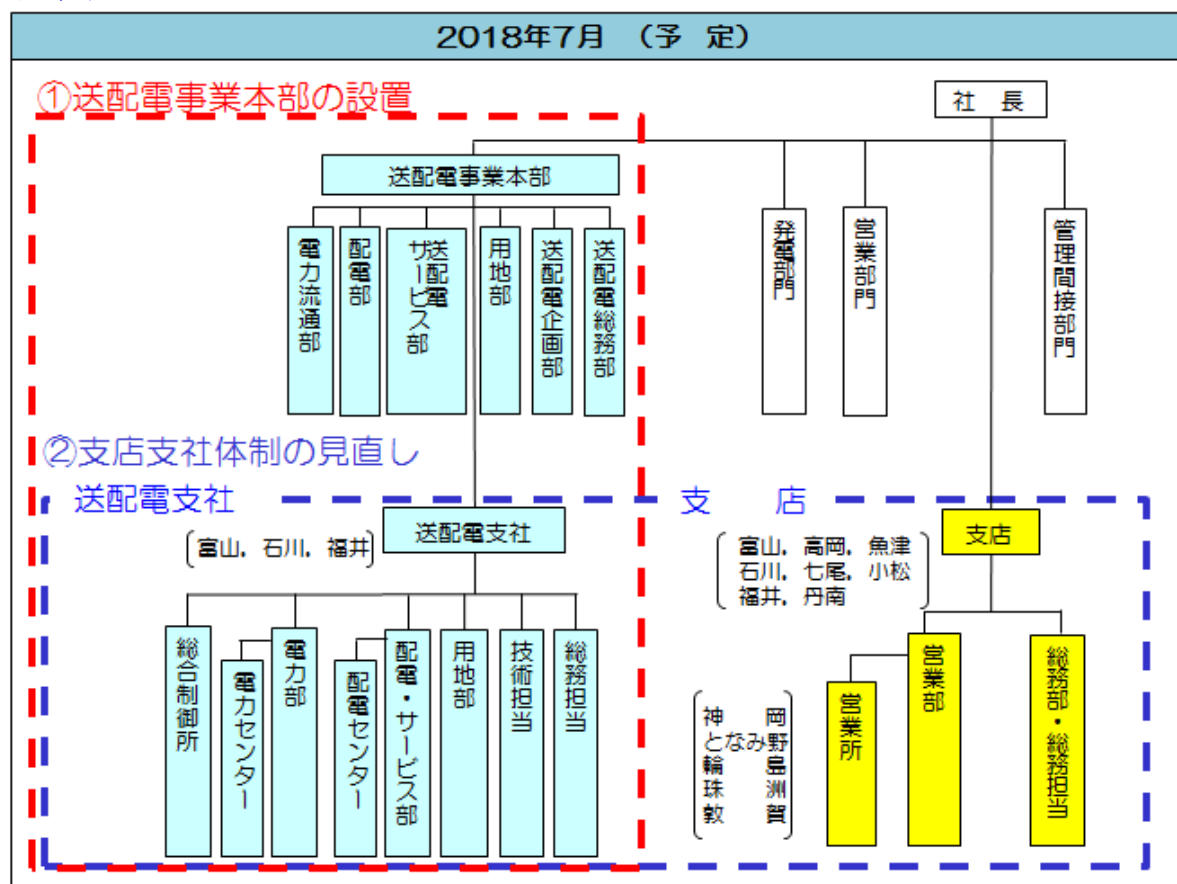 2018年7月 （予 定）
①送配電事業本部の設置
社 長
送配電事業本部
電力流通部
配電部
送配電
サービス部
用地部
送配電企画部
送配電総務部
発電部門
営業部門
管理間接部門
②支店支社体制の見直し
送配電支社
支 店
送配電支社
富山，石川，福井
支店
富山，高岡，魚津
石川，七尾，小松
福井，丹南
総合制御所
電力センター
電力部
配電センター
配電・サービス部
用地部
技術担当
総務担当
神 岡
となみ野
輪 島
珠 洲
敦 賀
営業所
営業部
総務部・総務担当